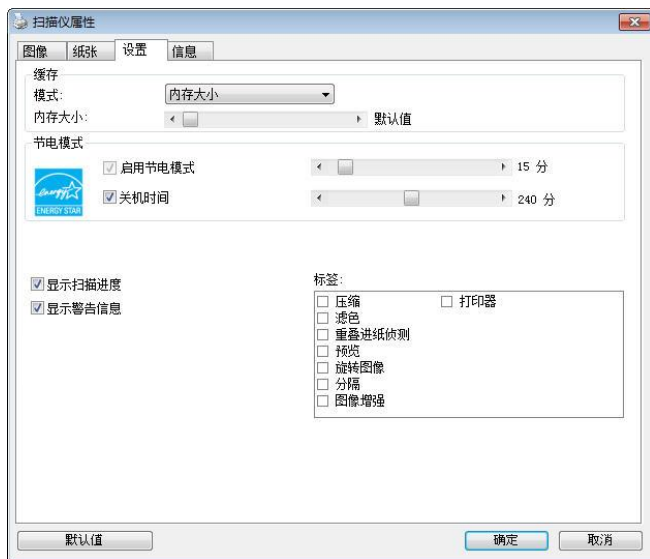 扫描仪属性
图像 纸张 设置 信息
缓存
模式: 内存大小
内存大小: 默认值
节电模式
启用节电模式 15 分
关机时间 240 分
energy
ENERGY STAR
显示扫描进度
显示警告信息
标签:
压缩 打印器
滤色
重叠进纸侦测
预览
旋转图像
分隔
图像增强
默认值 确定 取消